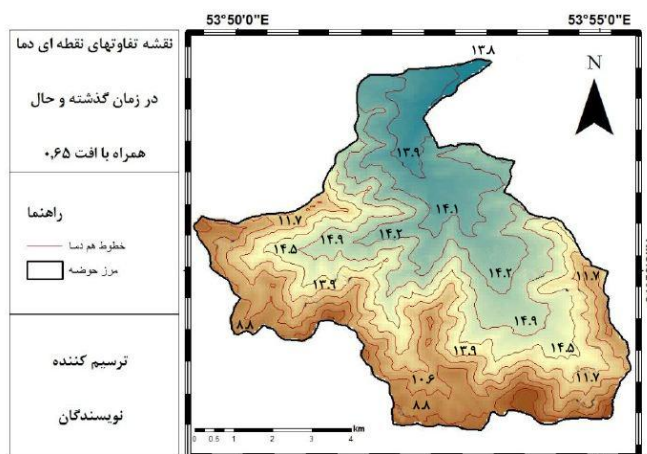 نقشه تفاوتهای نقطه ای دما
در زمان گذشته و حال
همراه با افت ۰,۶۵
راهنما
خطوط هم دما
مرز حوضه
ترسیم کننده
نویسندگان
53°50'0"E
53°55'0"E
N
۱۳.۸
۱۳.۹
۱۴.۱
۱۱.۷
۱۴.۹
۱۴.۲
۱۴.۵
۱۳.۹
۱۴.۲
۱۱.۷
۸.۸
۱۴.۹
۱۳.۹
۱۴.۵
۱۰.۶
۱۱.۷
۸.۸
km
0 0.5 1 2 3 4